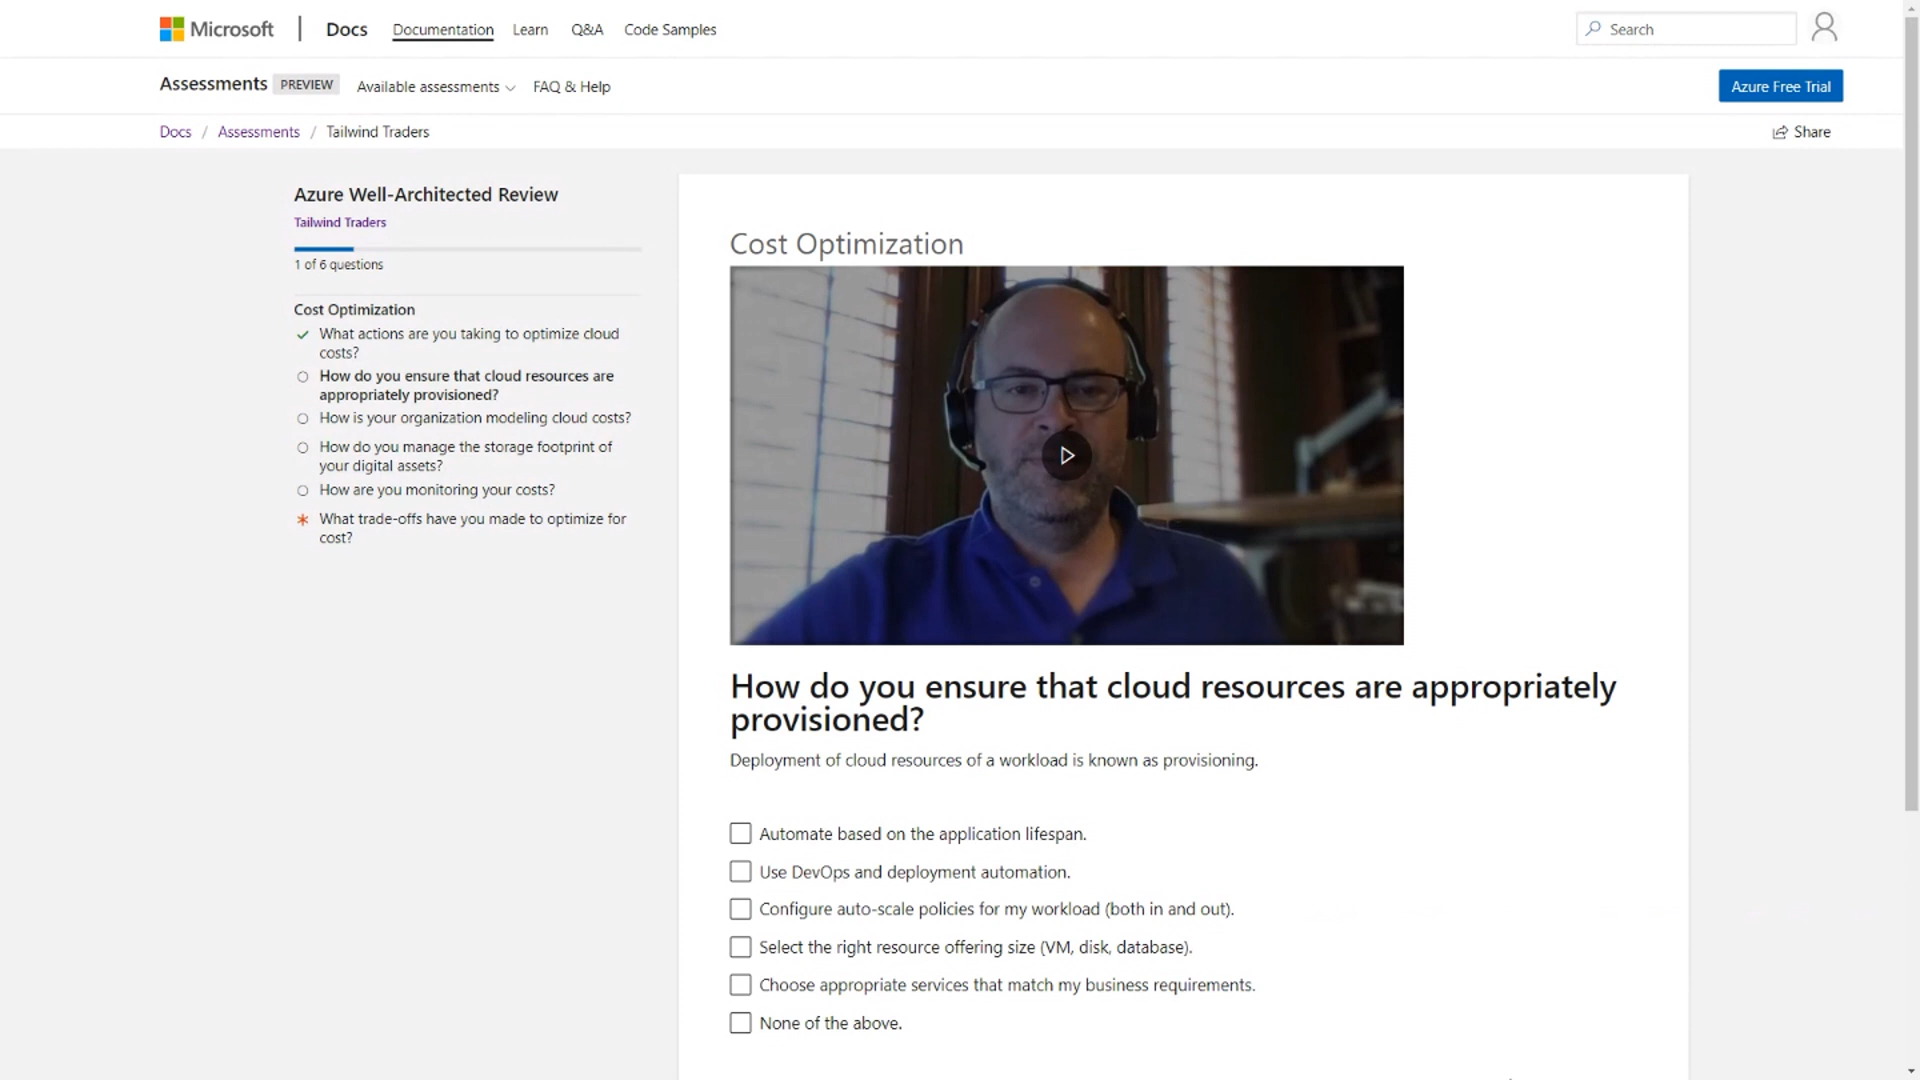 Microsoft
Docs
Documentation
Learn
Q&A
Code Samples
Search
Assessments
PREVIEW
Available assessments
FAQ & Help
Azure Free Trial
Docs / Assessments / Tailwind Traders
Share
Azure Well-Architected Review
Tailwind Traders
1 of 6 questions
Cost Optimization
What actions are you taking to optimize cloud
costs?
How do you ensure that cloud resources are
appropriately provisioned?
How is your organization modeling cloud costs?
How do you manage the storage footprint of
your digital assets?
How are you monitoring your costs?
What trade-offs have you made to optimize for
cost?
Cost Optimization
How do you ensure that cloud resources are appropriately
provisioned?
Deployment of cloud resources of a workload is known as provisioning.
Automate based on the application lifespan.
Use DevOps and deployment automation.
Configure auto-scale policies for my workload (both in and out).
Select the right resource offering size (VM, disk, database).
Choose appropriate services that match my business requirements.
None of the above.